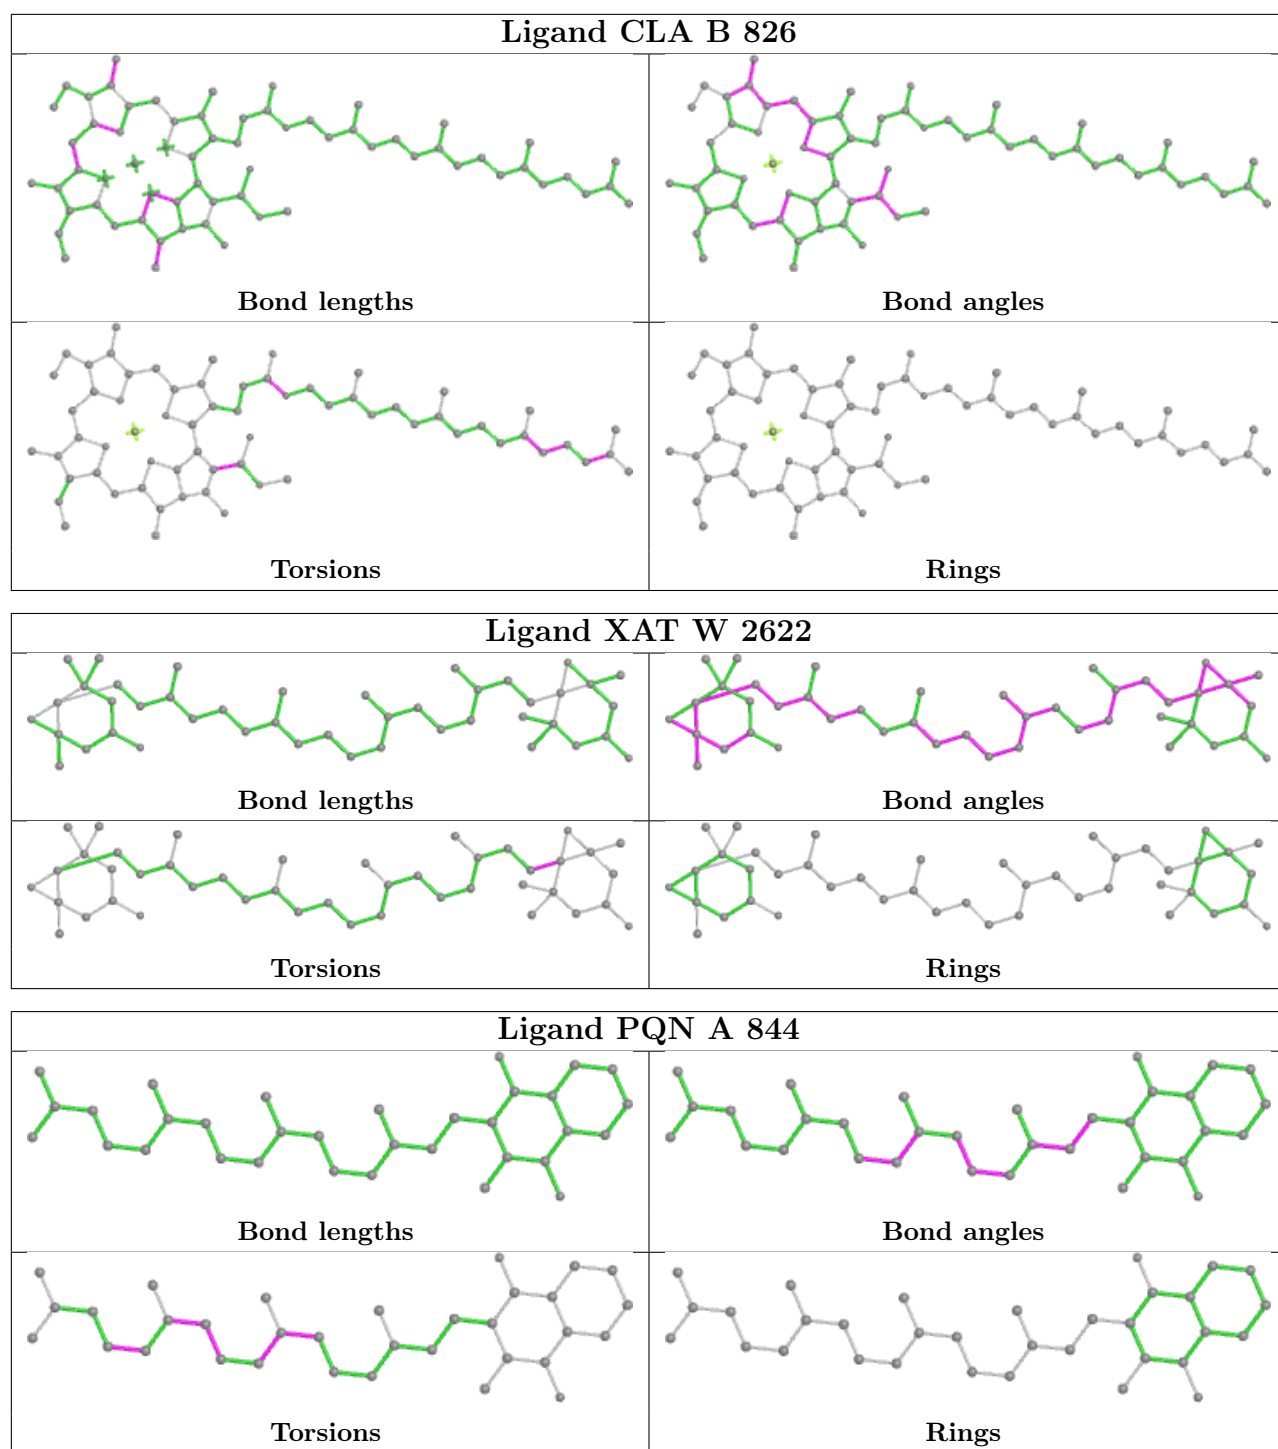 Ligand CLA B 826
Bond lengths
Bond angles
Torsions
Rings
Ligand XAT W 2622
Bond lengths
Bond angles
Torsions
Rings
Ligand PQN A 844
Bond lengths
Bond angles
Torsions
Rings